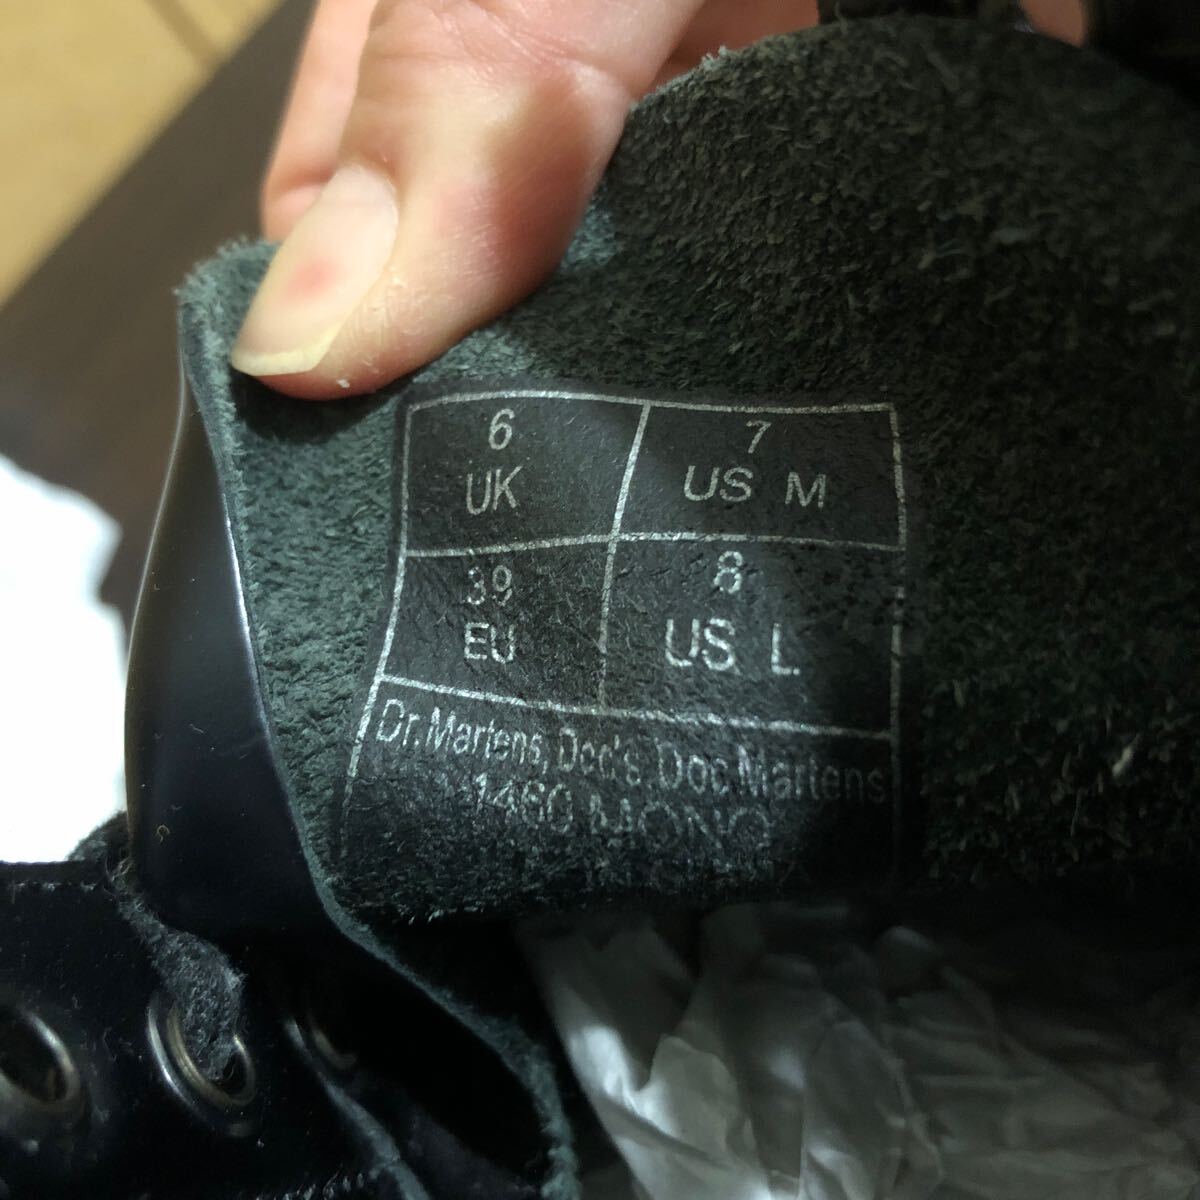 6
UK
7
US M
39
EU
8
US L
Dr. Martens, Doc's, Doc Martens
1460 MONO